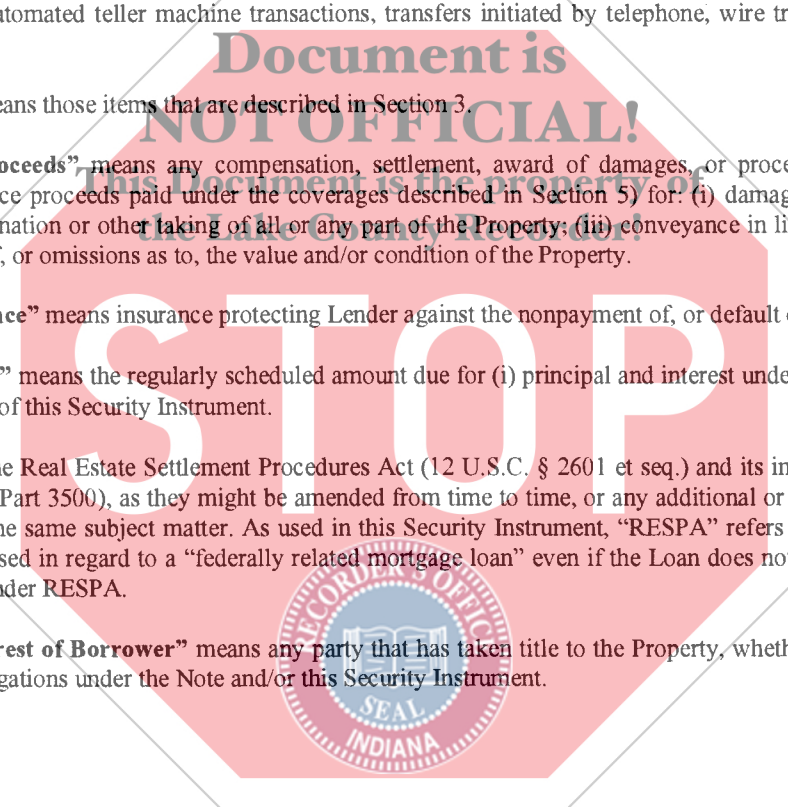 utomated teller machine transactions, transfers initiated by telephone, wire tr
Document is
eans those items that are described in Section 3.
NOT OFFICIAL!
oceeds” means any compensation, settlement, award of damages, or proce
This Document is the property of
ce proceeds paid under the coverages described in Section 5) for: (i) damag
nation or other taking of all or any part of the Property; (iii) conveyance in li
the Lake County Recorder!
, or omissions as to, the value and/or condition of the Property.
nce” means insurance protecting Lender against the nonpayment of, or default
” means the regularly scheduled amount due for (i) principal and interest unde
of this Security Instrument.
STOP
e Real Estate Settlement Procedures Act (12 U.S.C. § 2601 et seq.) and its in
Part 3500), as they might be amended from time to time, or any additional or
ne same subject matter. As used in this Security Instrument, “RESPA” refers
sed in regard to a “federally related mortgage loan” even if the Loan does no
nder RESPA.
RECORDER'S OFFICE
rest of Borrower” means any party that has taken title to the Property, wheth
gations under the Note and/or this Security Instrument.
SEAL
INDIANA